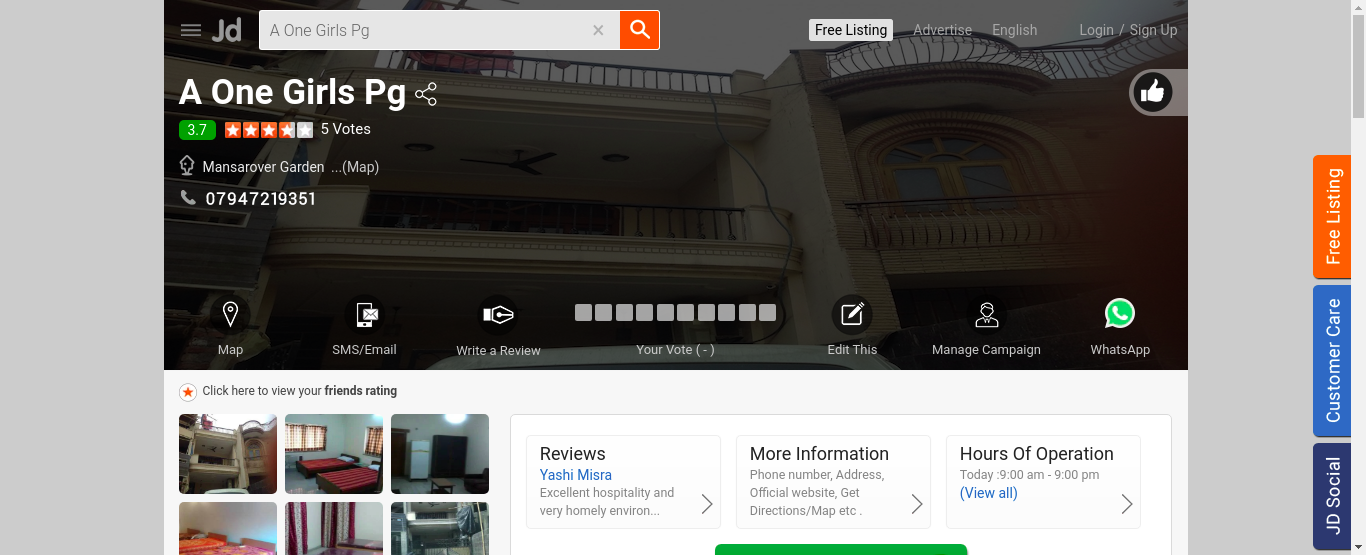 Jd
A One Girls Pg
Free Listing
Advertise
English
Login / Sign Up
A One Girls Pg
3.7
5 Votes
Mansarover Garden ...(Map)
07947219351
Map
SMS/Email
Write a Review
Your Vote ( - )
Edit This
Manage Campaign
WhatsApp
Click here to view your friends rating
Reviews
Yashi Misra
Excellent hospitality and
very homely environ...
More Information
Phone number, Address,
Official website, Get
Directions/Map etc .
Hours Of Operation
Today :9:00 am - 9:00 pm
(View all)
Free Listing
Customer Care
JD Social